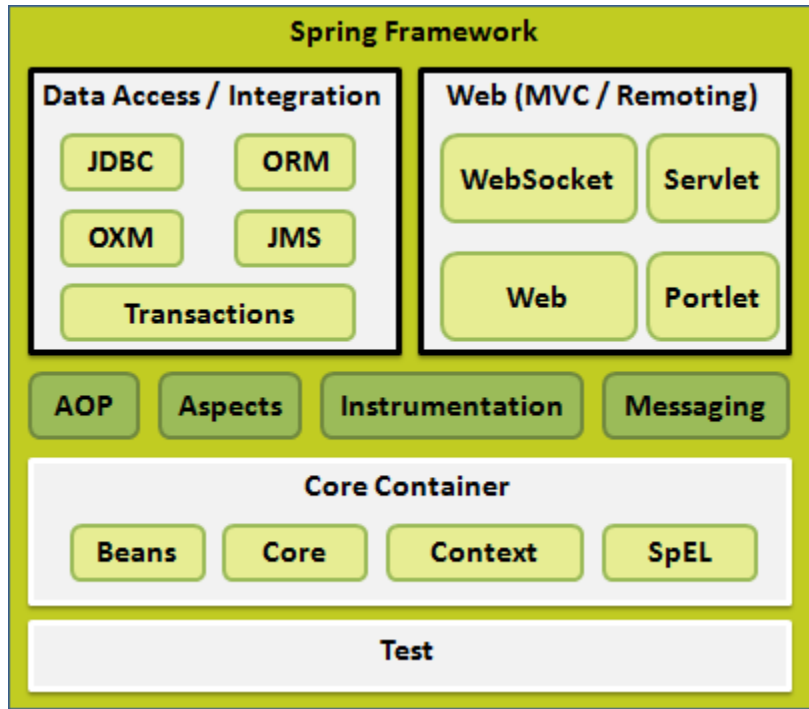 Spring Framework
Data Access / Integration
JDBC
ORM
OXM
JMS
Transactions
Web (MVC / Remoting)
WebSocket
Servlet
Web
Portlet
AOP
Aspects
Instrumentation
Messaging
Core Container
Beans
Core
Context
SpEL
Test